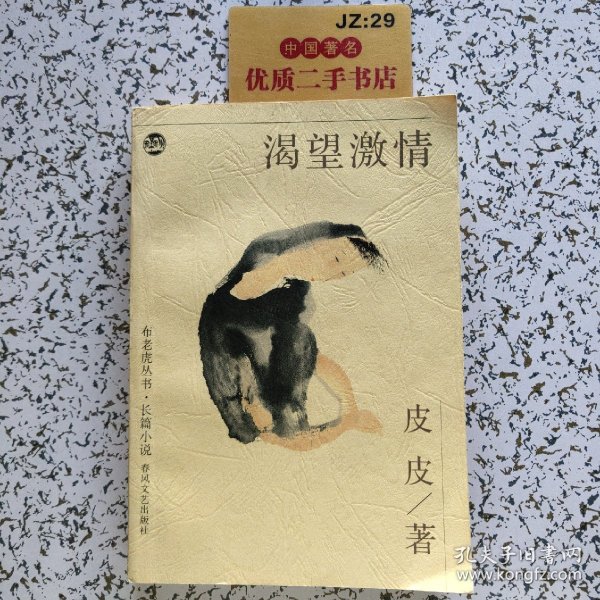 JZ:29
中国著名
优质二手书店
渴望激情
布老虎丛书·长篇小说
春风文艺出版社
皮皮/著
孔夫子旧书网
www.kongfz.com